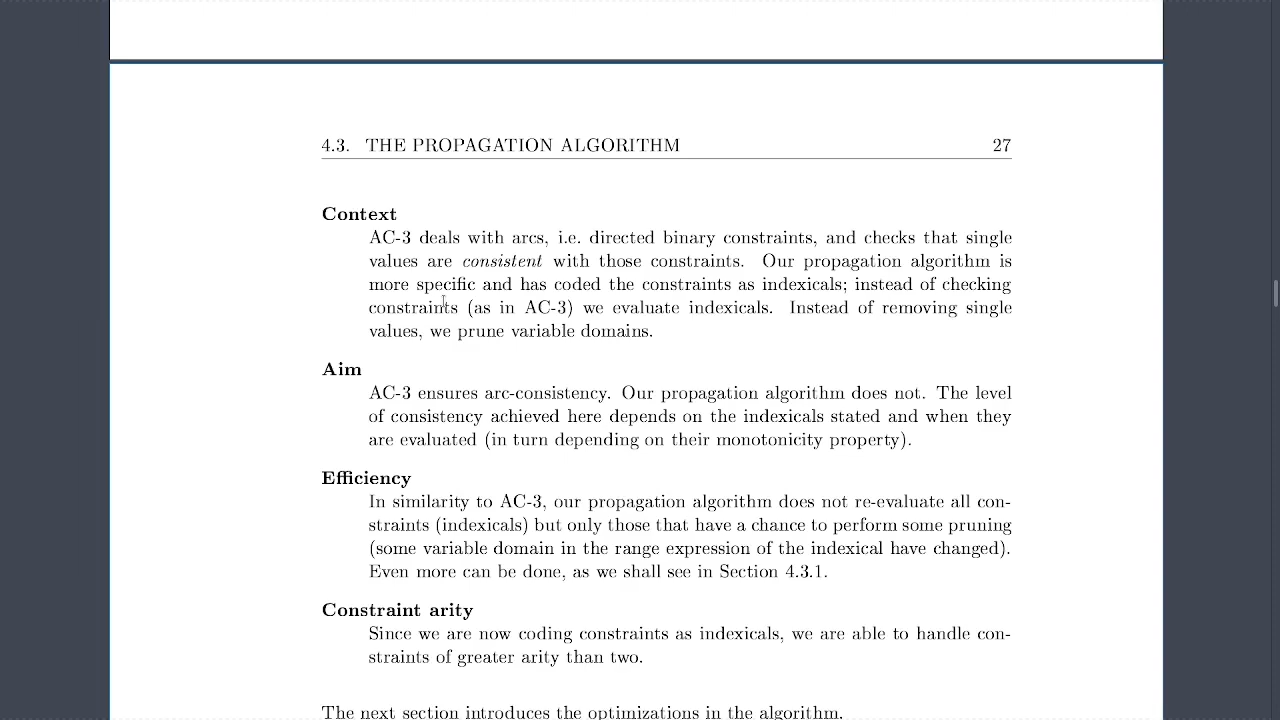 4.3. THE PROPAGATION ALGORITHM 27
Context
AC-3 deals with arcs, i.e. directed binary constraints, and checks that single
values are consistent with those constraints. Our propagation algorithm is
more specific and has coded the constraints as indexicals; instead of checking
constraints (as in AC-3) we evaluate indexicals. Instead of removing single
values, we prune variable domains.
Aim
AC-3 ensures arc-consistency. Our propagation algorithm does not. The level
of consistency achieved here depends on the indexicals stated and when they
are evaluated (in turn depending on their monotonicity property).
Efficiency
In similarity to AC-3, our propagation algorithm does not re-evaluate all con-
straints (indexicals) but only those that have a chance to perform some pruning
(some variable domain in the range expression of the indexical have changed).
Even more can be done, as we shall see in Section 4.3.1.
Constraint arity
Since we are now coding constraints as indexicals, we are able to handle con-
straints of greater arity than two.
The next section introduces the optimizations in the algorithm.